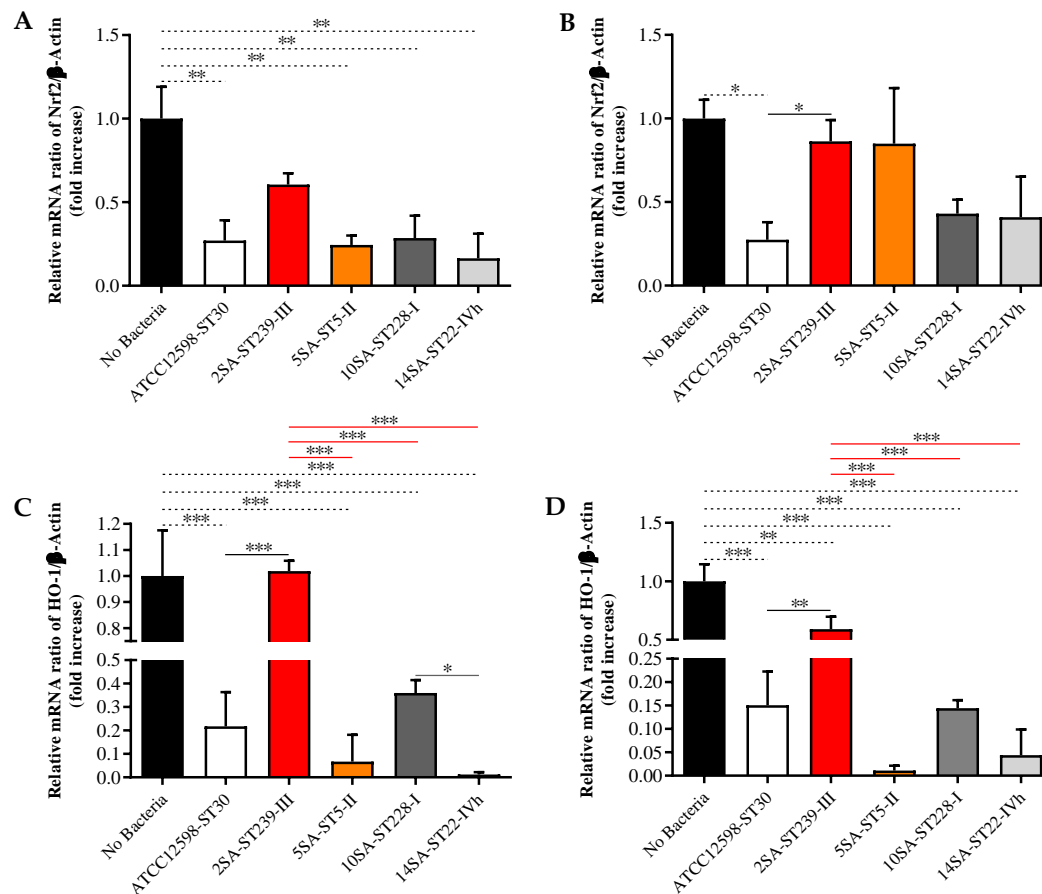 A
Relative mRNA ratio of Nrf2/β-Actin
(fold increase)
1.5
1.0
0.5
0.0
**
**
**
**
No Bacteria
ATCC12598-ST30
2SA-ST239-III
5SA-ST5-II
10SA-ST228-I
14SA-ST22-IVh
B
Relative mRNA ratio of Nrf2/β-Actin
(fold increase)
1.5
1.0
0.5
0.0
*
*
No Bacteria
ATCC12598-ST30
2SA-ST239-III
5SA-ST5-II
10SA-ST228-I
14SA-ST22-IVh
C
Relative mRNA ratio of HO-1/β-Actin
(fold increase)
1.2
1.1
1.0
0.9
0.8
0.7
0.5
0.4
0.3
0.2
0.1
0.0
***
***
***
***
***
***
***
***
*
No Bacteria
ATCC12598-ST30
2SA-ST239-III
5SA-ST5-II
10SA-ST228-I
14SA-ST22-IVh
D
Relative mRNA ratio of HO-1/β-Actin
(fold increase)
1.5
1.0
0.5
0.25
0.20
0.15
0.10
0.05
0.00
***
***
***
***
***
***
**
***
**
No Bacteria
ATCC12598-ST30
2SA-ST239-III
5SA-ST5-II
10SA-ST228-I
14SA-ST22-IVh